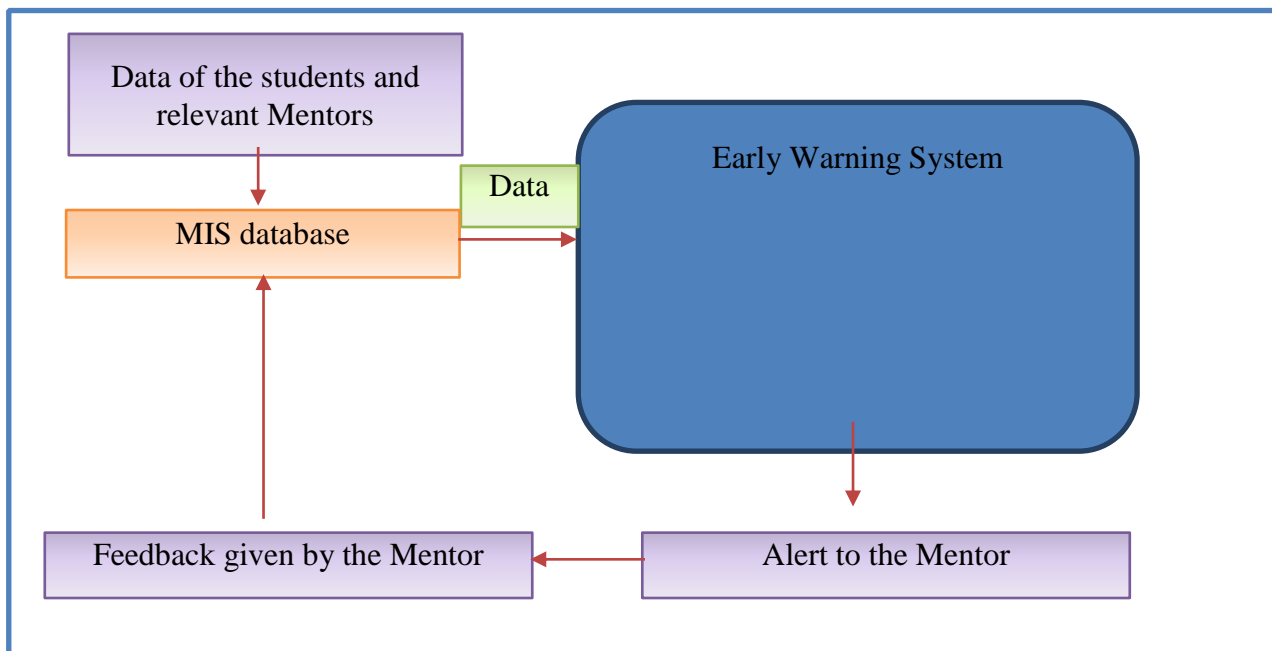 Data of the students and
relevant Mentors
Early Warning System
Data
MIS database
Feedback given by the Mentor
Alert to the Mentor